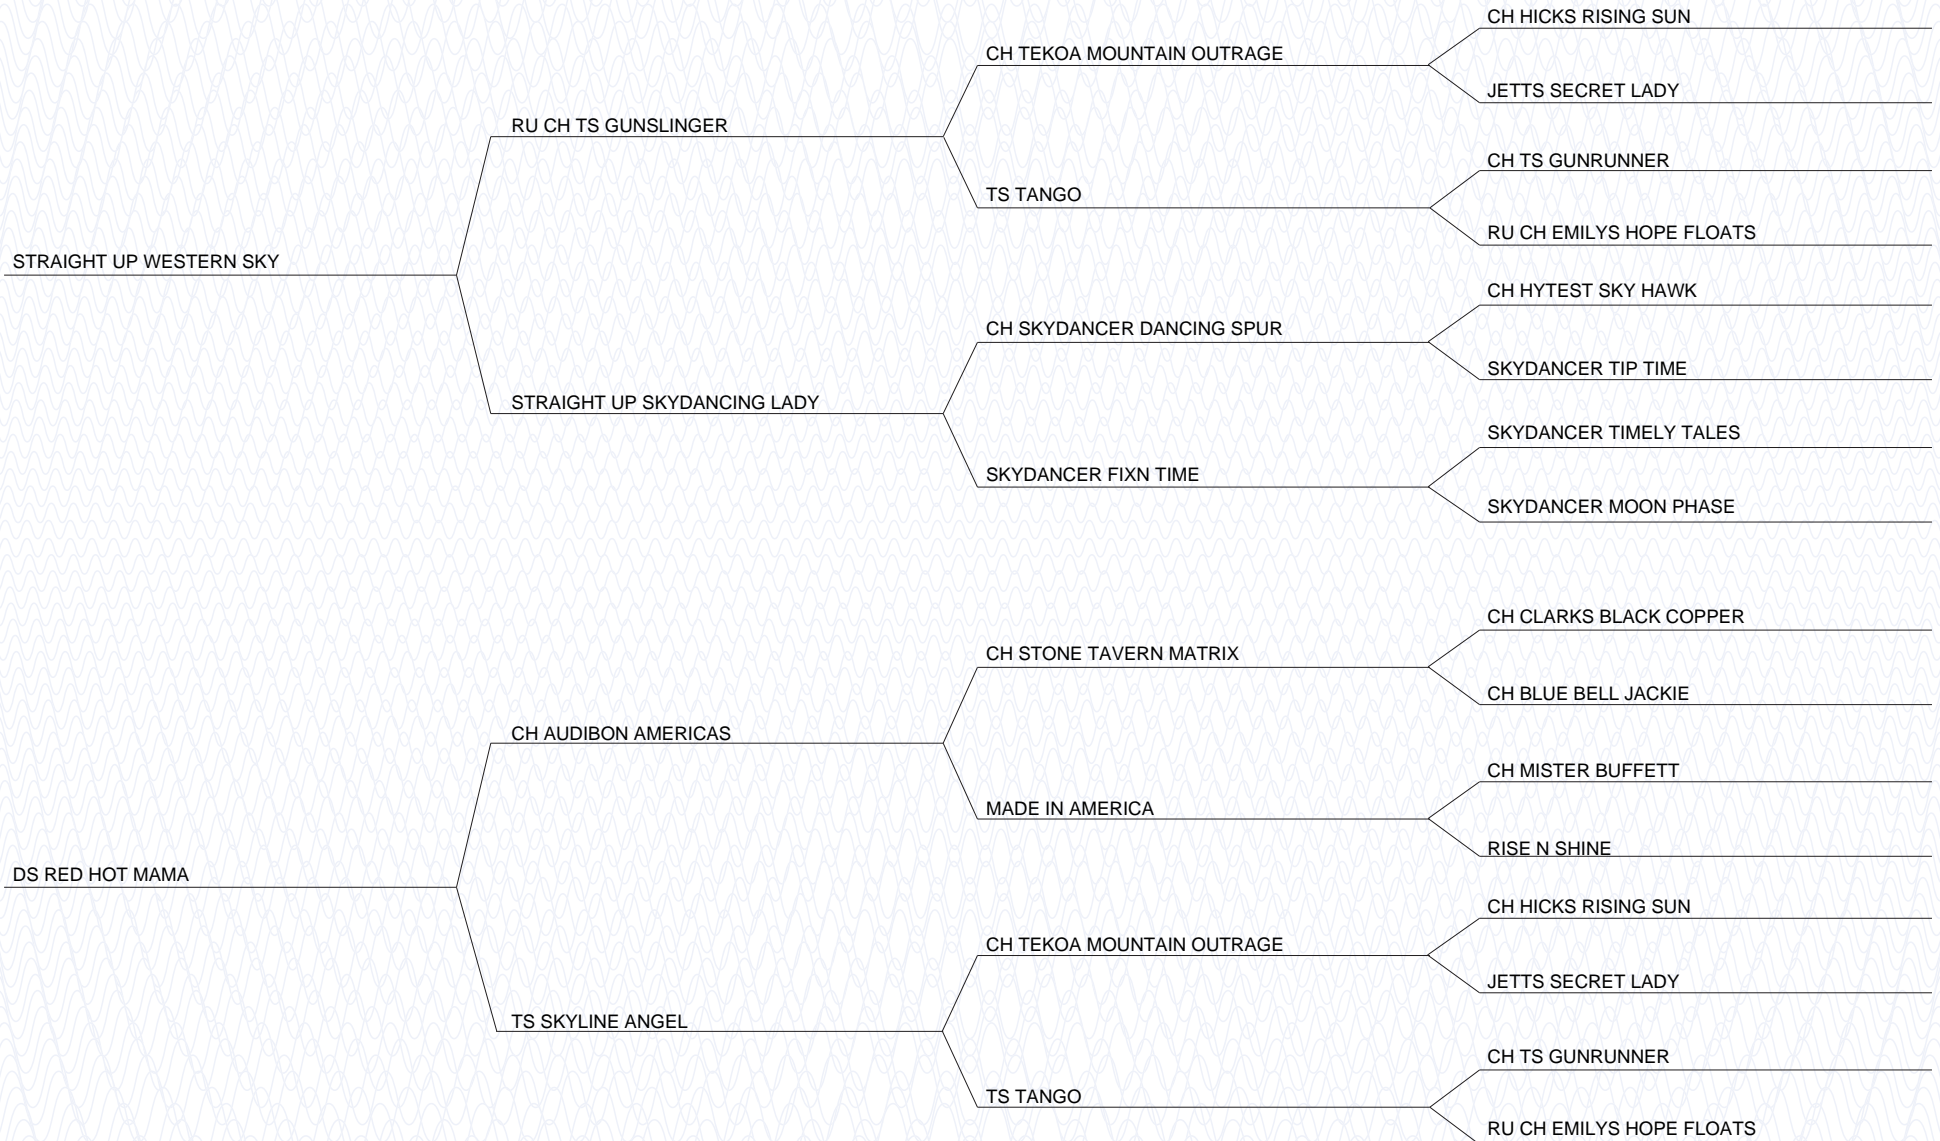 CH HICKS RISING SUN
CH TEKOA MOUNTAIN OUTRAGE
JETTS SECRET LADY
RU CH TS GUNSLINGER
CH TS GUNRUNNER
TS TANGO
RU CH EMILYS HOPE FLOATS
STRAIGHT UP WESTERN SKY
CH HYTEST SKY HAWK
CH SKYDANCER DANCING SPUR
SKYDANCER TIP TIME
STRAIGHT UP SKYDANCING LADY
SKYDANCER TIMELY TALES
SKYDANCER FIXN TIME
SKYDANCER MOON PHASE
CH CLARKS BLACK COPPER
CH STONE TAVERN MATRIX
CH BLUE BELL JACKIE
CH AUDIBON AMERICAS
CH MISTER BUFFETT
MADE IN AMERICA
RISE N SHINE
DS RED HOT MAMA
CH HICKS RISING SUN
CH TEKOA MOUNTAIN OUTRAGE
JETTS SECRET LADY
TS SKYLINE ANGEL
CH TS GUNRUNNER
TS TANGO
RU CH EMILYS HOPE FLOATS